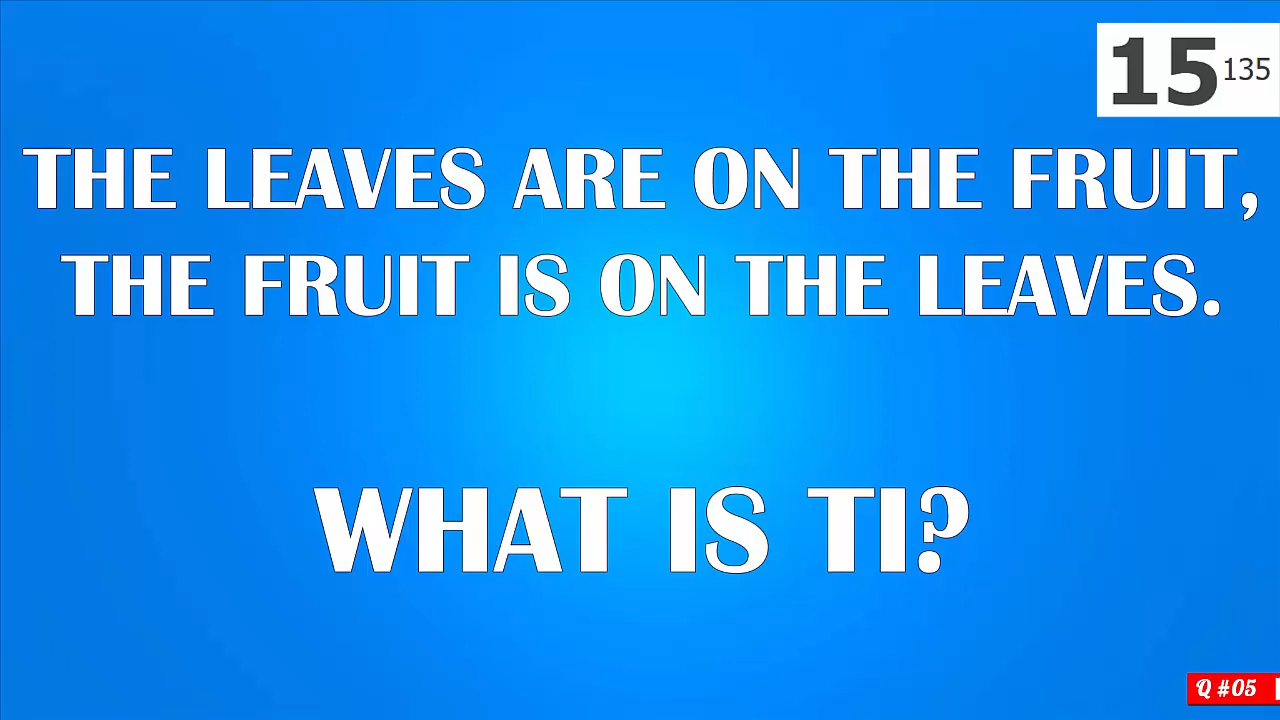 15 135
THE LEAVES ARE ON THE FRUIT,
THE FRUIT IS ON THE LEAVES.
WHAT IS TI?
Q #05